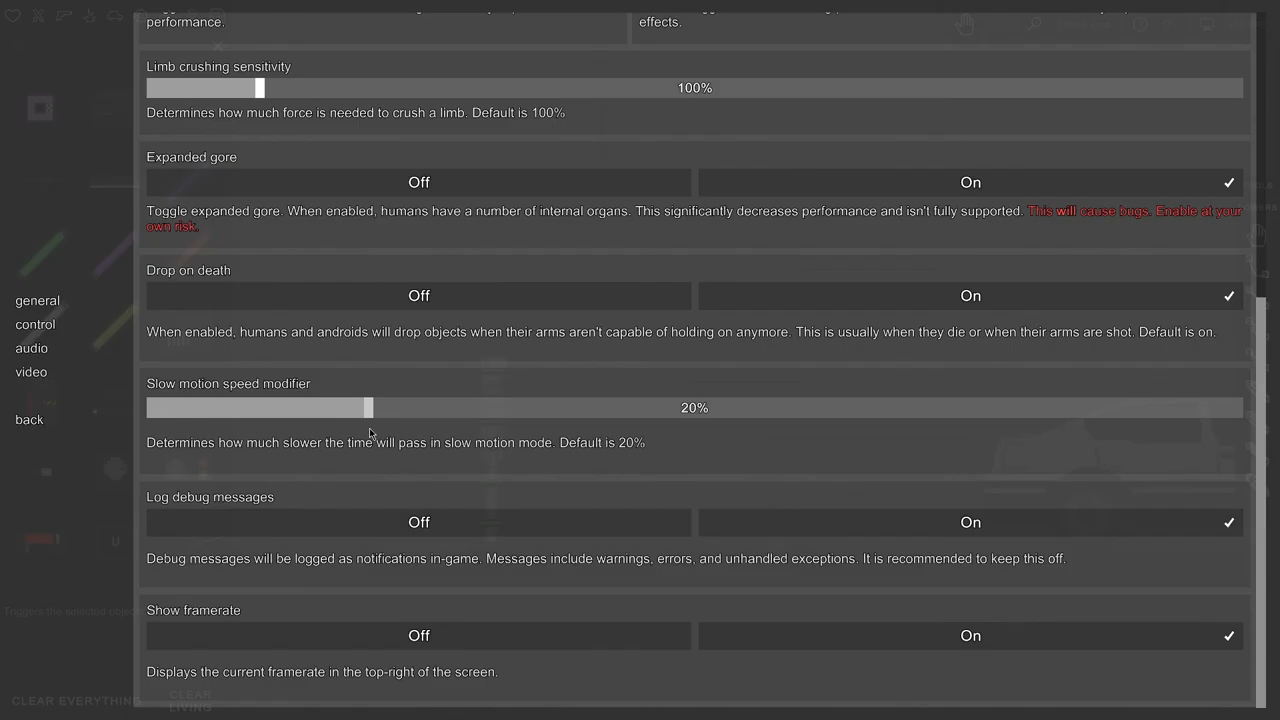 performance.
effects.
Limb crushing sensitivity
100%
Determines how much force is needed to crush a limb. Default is 100%
Expanded gore
Off
On
Toggle expanded gore. When enabled, humans have a number of internal organs. This significantly decreases performance and isn't fully supported. This will cause bugs. Enable at your
own risk.
Drop on death
Off
On
general
control
When enabled, humans and androids will drop objects when their arms aren't capable of holding on anymore. This is usually when they die or when their arms are shot. Default is on.
audio
video
Slow motion speed modifier
20%
back
Determines how much slower the time will pass in slow motion mode. Default is 20%
Log debug messages
Off
On
Debug messages will be logged as notifications in-game. Messages include warnings, errors, and unhandled exceptions. It is recommended to keep this off.
Show framerate
Toggles the selected objec
Off
On
Displays the current framerate in the top-right of the screen.
CLEAR EVERYTHING
CLEAR
LIVING